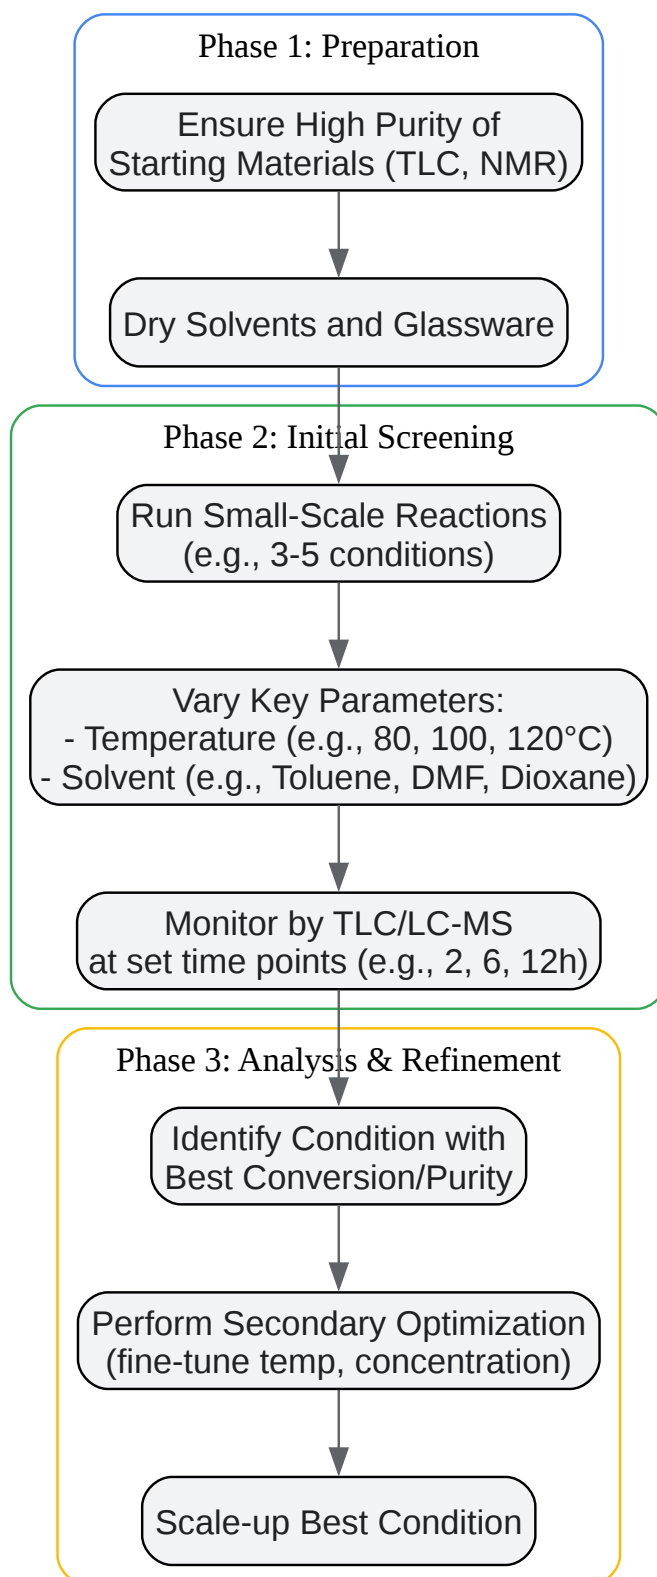 Phase 1: Preparation
Ensure High Purity of
Starting Materials (TLC, NMR)
Dry Solvents and Glassware
Phase 2: Initial Screening
Run Small-Scale Reactions
(e.g., 3-5 conditions)
Vary Key Parameters:
- Temperature (e.g., 80, 100, 120°C)
- Solvent (e.g., Toluene, DMF, Dioxane)
Monitor by TLC/LC-MS
at set time points (e.g., 2, 6, 12h)
Phase 3: Analysis & Refinement
Identify Condition with
Best Conversion/Purity
Perform Secondary Optimization
(fine-tune temp, concentration)
Scale-up Best Condition